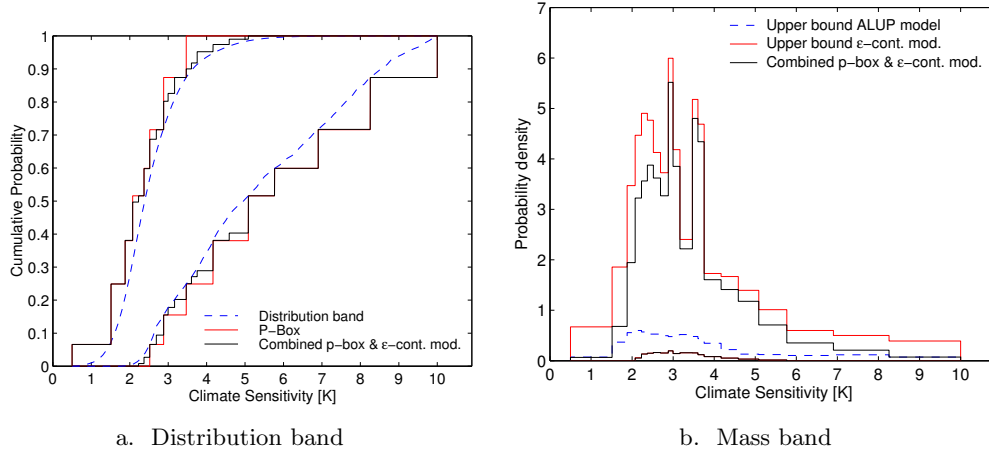 1
0.9
0.8
0.7
0.6
0.5
0.4
0.3
0.2
0.1
0
Cumulative Probability
Distribution band
P−Box
Combined p−box & ε−cont. mod.
0 1 2 3 4 5 6 7 8 9 10
Climate Sensitivity [K]
a. Distribution band
7
6
5
4
3
2
1
0
Probability density
Upper bound ALUP model
Upper bound ε−cont. mod.
Combined p−box & ε−cont. mod.
0 1 2 3 4 5 6 7 8 9 10
Climate Sensitivity [K]
b. Mass band